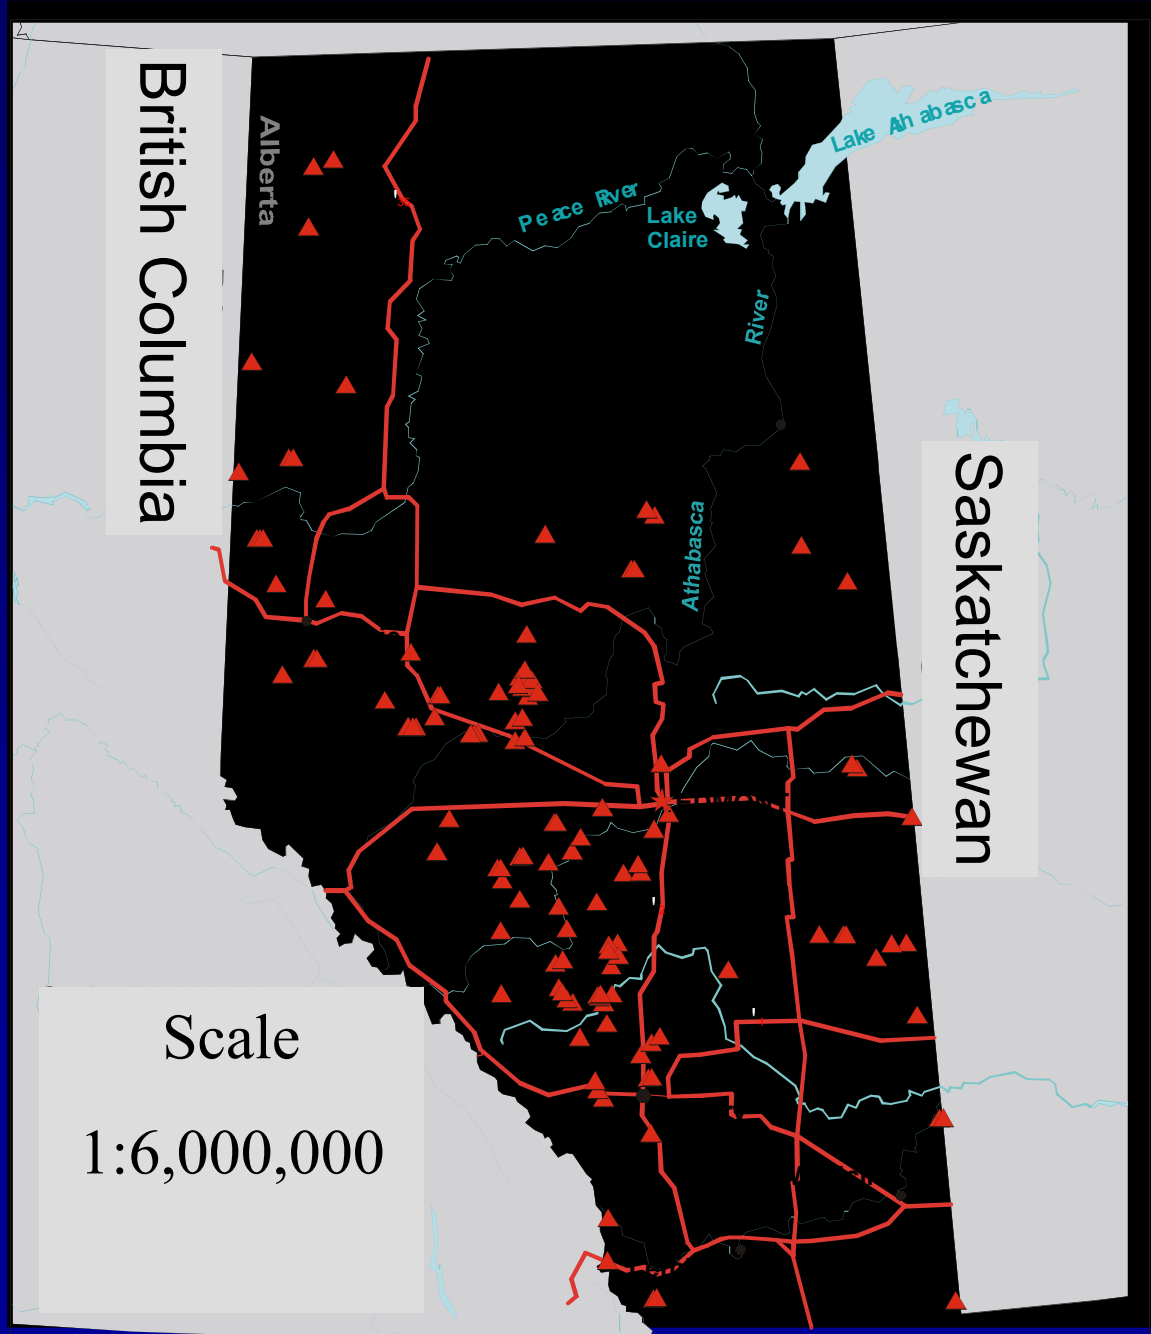 British Columbia
Alberta
Peace River
Lake
Claire
Lake Athabasca
River
Athabasca
Saskatchewan
Scale
1:6,000,000